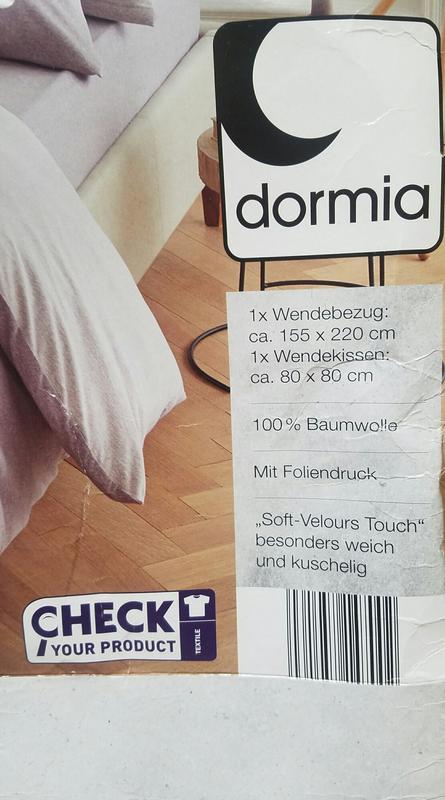 dormia
1x Wendebezug:
ca. 155 x 220 cm
1x Wendekissen:
ca. 80 x 80 cm
100% Baumwolle
Mit Foliendruck
„Soft-Velours Touch“
besonders weich
und kuschelig
CHECK
YOUR PRODUCT
TEXTILE